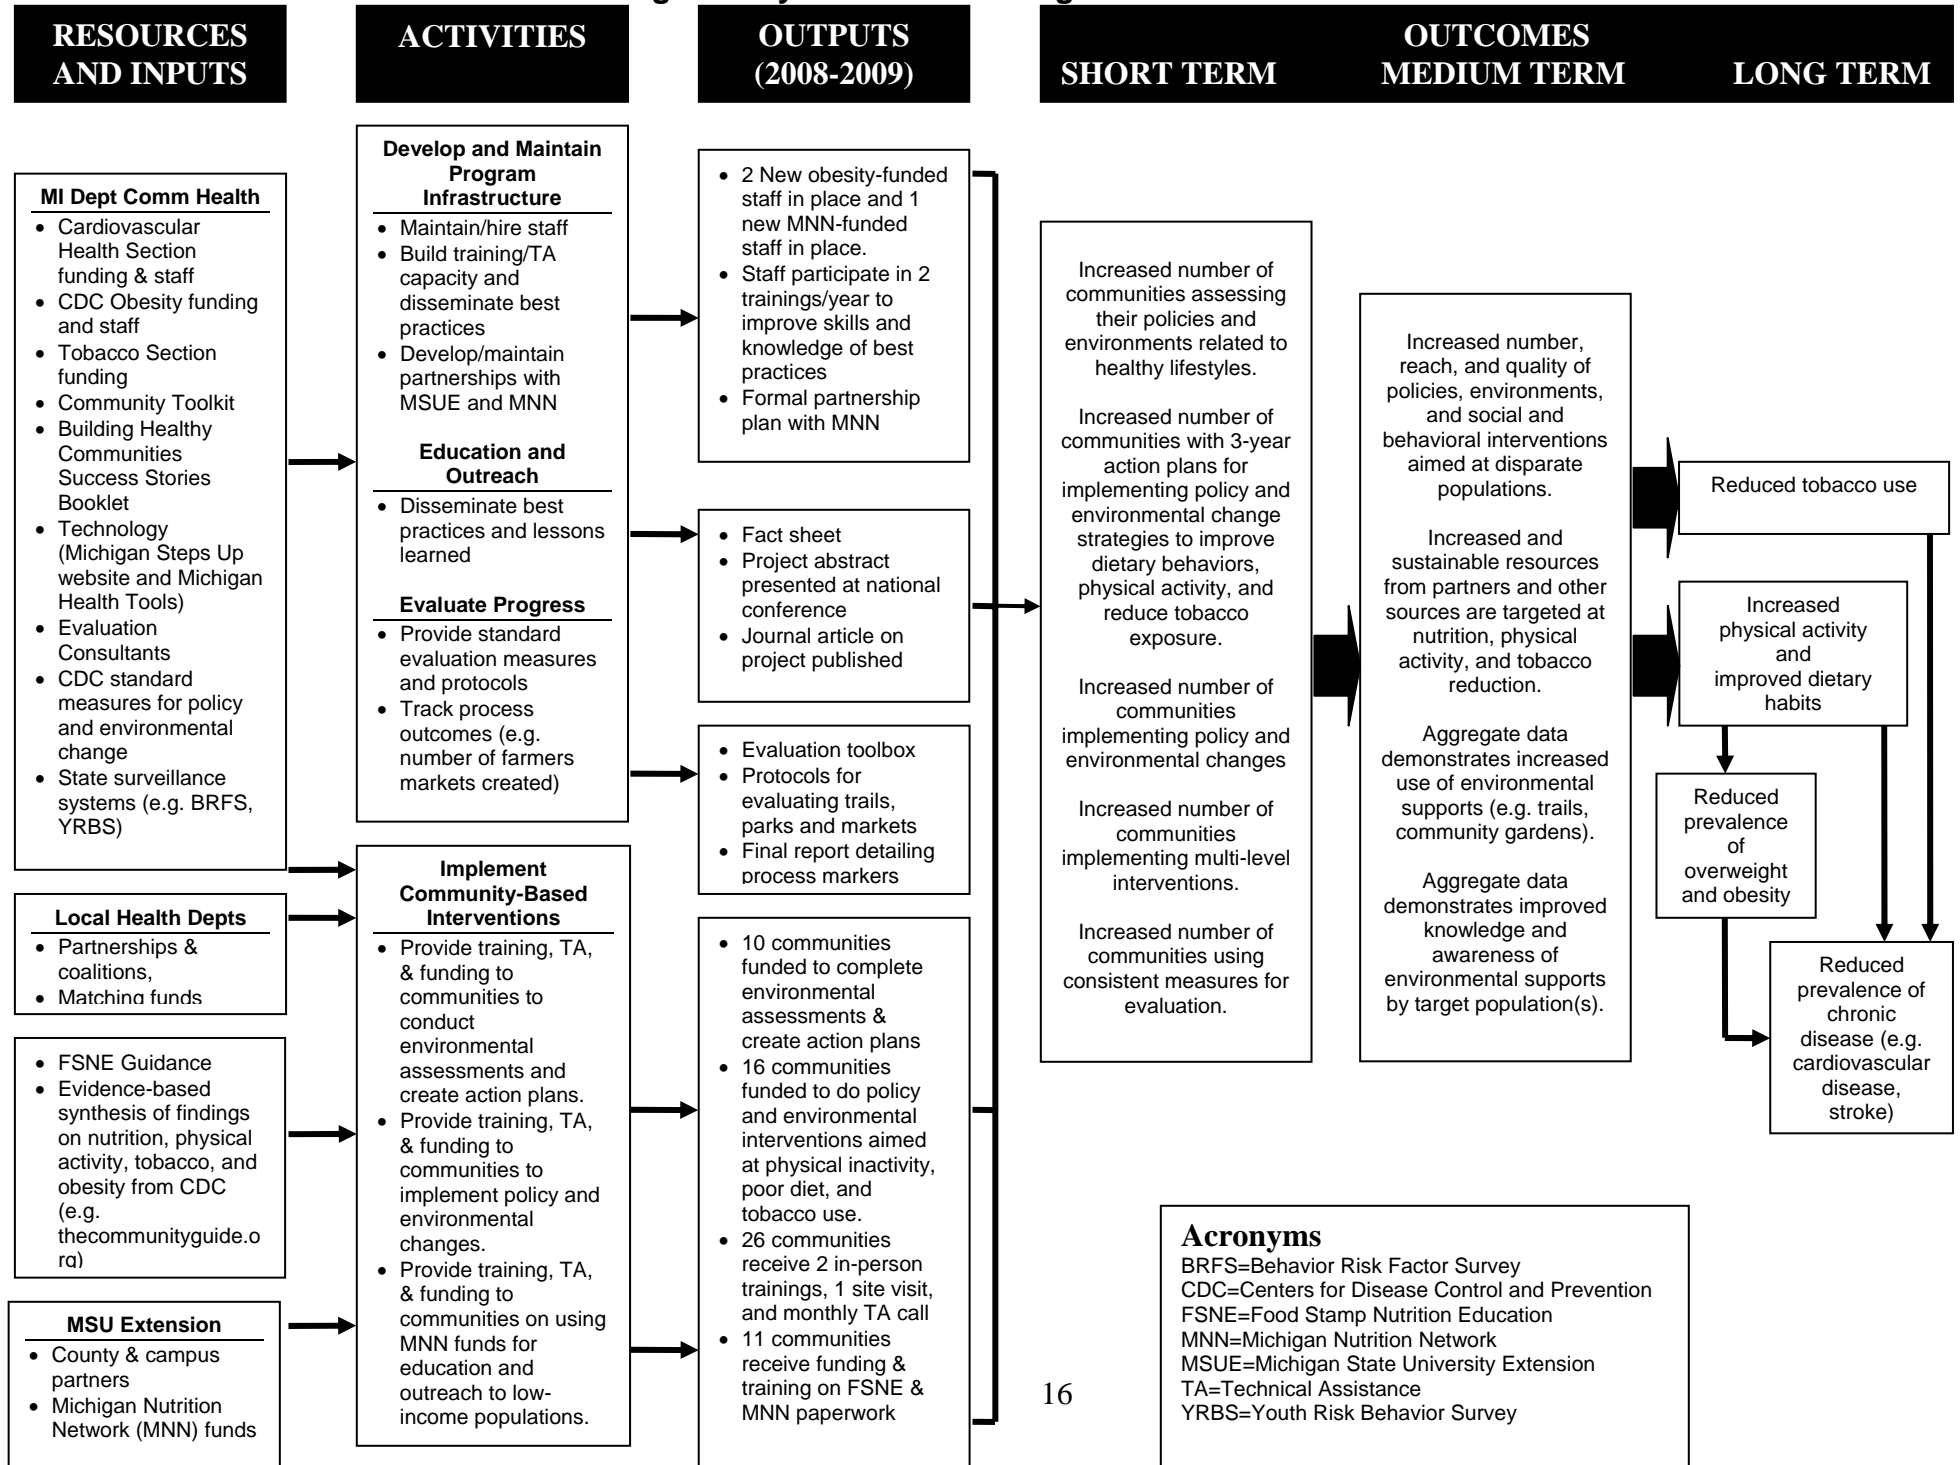 RESOURCES
AND INPUTS
ACTIVITIES
OUTPUTS
(2008-2009)
OUTCOMES
SHORT TERM
MEDIUM TERM
LONG TERM
MI Dept Comm Health
• Cardiovascular
Health Section
funding & staff
• CDC Obesity funding
and staff
• Tobacco Section
funding
• Community Toolkit
• Building Healthy
Communities
Success Stories
Booklet
• Technology
(Michigan Steps Up
website and Michigan
Health Tools)
• Evaluation
Consultants
• CDC standard
measures for policy
and environmental
change
• State surveillance
systems (e.g. BRFS,
YRBS)
Local Health Depts
• Partnerships &
coalitions,
• Matching funds
• FSNE Guidance
• Evidence-based
synthesis of findings
on nutrition, physical
activity, tobacco, and
obesity from CDC
(e.g.
thecommunityguide.o
rg)
MSU Extension
• County & campus
partners
• Michigan Nutrition
Network (MNN) funds
Develop and Maintain
Program
Infrastructure
• Maintain/hire staff
• Build training/TA
capacity and
disseminate best
practices
• Develop/maintain
partnerships with
MSUE and MNN
Education and
Outreach
• Disseminate best
practices and lessons
learned
Evaluate Progress
• Provide standard
evaluation measures
and protocols
• Track process
outcomes (e.g.
number of farmers
markets created)
Implement
Community-Based
Interventions
• Provide training, TA,
& funding to
communities to
conduct
environmental
assessments and
create action plans.
• Provide training, TA,
& funding to
communities to
implement policy and
environmental
changes.
• Provide training, TA,
& funding to
communities on using
MNN funds for
education and
outreach to low-
income populations.
• 2 New obesity-funded
staff in place and 1
new MNN-funded
staff in place.
• Staff participate in 2
trainings/year to
improve skills and
knowledge of best
practices
• Formal partnership
plan with MNN
• Fact sheet
• Project abstract
presented at national
conference
• Journal article on
project published
• Evaluation toolbox
• Protocols for
evaluating trails,
parks and markets
• Final report detailing
process markers
• 10 communities
funded to complete
environmental
assessments &
create action plans
• 16 communities
funded to do policy
and environmental
interventions aimed
at physical inactivity,
poor diet, and
tobacco use.
• 26 communities
receive 2 in-person
trainings, 1 site visit,
and monthly TA call
• 11 communities
receive funding &
training on FSNE &
MNN paperwork
Increased number of
communities assessing
their policies and
environments related to
healthy lifestyles.
Increased number of
communities with 3-year
action plans for
implementing policy and
environmental change
strategies to improve
dietary behaviors,
physical activity, and
reduce tobacco
exposure.
Increased number of
communities
implementing policy and
environmental changes
Increased number of
communities
implementing multi-level
interventions.
Increased number of
communities using
consistent measures for
evaluation.
Increased number,
reach, and quality of
policies, environments,
and social and
behavioral interventions
aimed at disparate
populations.
Increased and
sustainable resources
from partners and other
sources are targeted at
nutrition, physical
activity, and tobacco
reduction.
Aggregate data
demonstrates increased
use of environmental
supports (e.g. trails,
community gardens).
Aggregate data
demonstrates improved
knowledge and
awareness of
environmental supports
by target population(s).
Reduced tobacco use
Increased
physical activity
and
improved dietary
habits
Reduced
prevalence
of
overweight
and obesity
Reduced
prevalence of
chronic
disease (e.g.
cardiovascular
disease,
stroke)
16
Acronyms
BRFS=Behavior Risk Factor Survey
CDC=Centers for Disease Control and Prevention
FSNE=Food Stamp Nutrition Education
MNN=Michigan Nutrition Network
MSUE=Michigan State University Extension
TA=Technical Assistance
YRBS=Youth Risk Behavior Survey